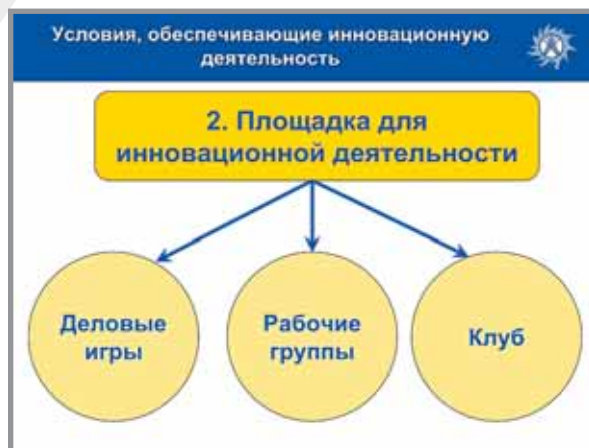 Условия, обеспечивающие инновационную
деятельность
2. Площадка для
инновационной деятельности
Деловые
игры
Рабочие
группы
Клуб